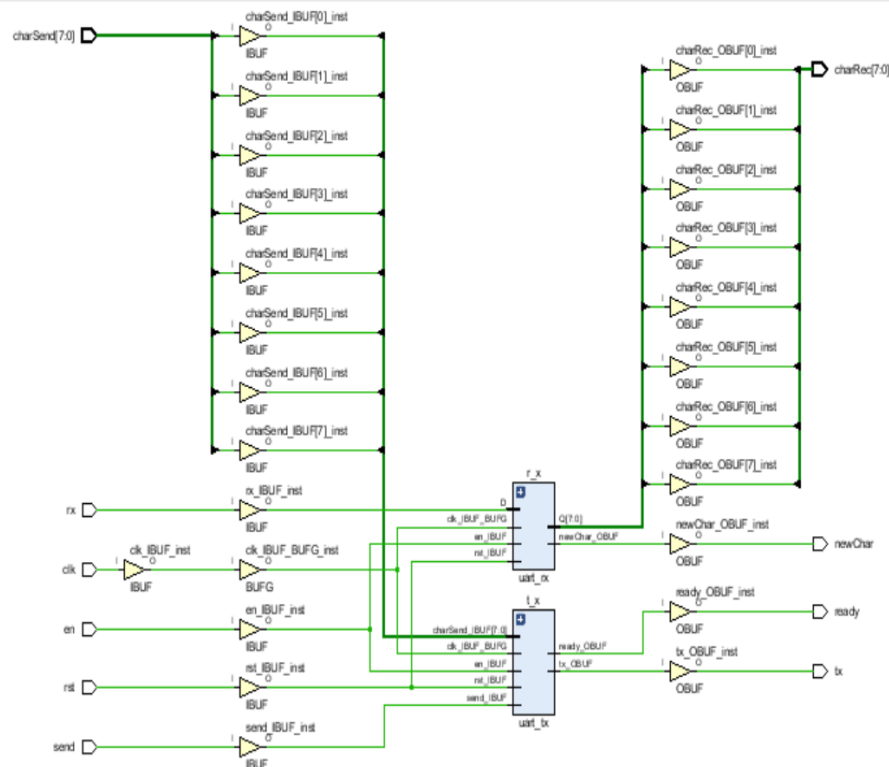 charSend[7:0]
charSend_IBUF[0]_inst
I
O
IBUF
charSend_IBUF[1]_inst
I
O
IBUF
charSend_IBUF[2]_inst
I
O
IBUF
charSend_IBUF[3]_inst
I
O
IBUF
charSend_IBUF[4]_inst
I
O
IBUF
charSend_IBUF[5]_inst
I
O
IBUF
charSend_IBUF[6]_inst
I
O
IBUF
charSend_IBUF[7]_inst
I
O
IBUF
rx
rx_IBUF_inst
I
O
IBUF
clk
clk_IBUF_inst
I
O
IBUF
clk_IBUF_BUFG_inst
I
O
BUFG
en
en_IBUF_inst
I
O
IBUF
rst
rst_IBUF_inst
I
O
IBUF
send
send_IBUF_inst
I
O
IBUF
r_x
D
clk_IBUF_BUFG
en_IBUF
rst_IBUF
Q[7:0]
newChar_OBUF
uart_rx
t_x
charSend_IBUF[7:0]
clk_IBUF_BUFG
en_IBUF
rst_IBUF
send_IBUF
ready_OBUF
tx_OBUF
uart_tx
charRec_OBUF[0]_inst
I
O
OBUF
charRec[7:0]
charRec_OBUF[1]_inst
I
O
OBUF
charRec_OBUF[2]_inst
I
O
OBUF
charRec_OBUF[3]_inst
I
O
OBUF
charRec_OBUF[4]_inst
I
O
OBUF
charRec_OBUF[5]_inst
I
O
OBUF
charRec_OBUF[6]_inst
I
O
OBUF
charRec_OBUF[7]_inst
I
O
OBUF
newChar_OBUF_inst
I
O
OBUF
newChar
ready_OBUF_inst
I
O
OBUF
ready
tx_OBUF_inst
I
O
OBUF
tx